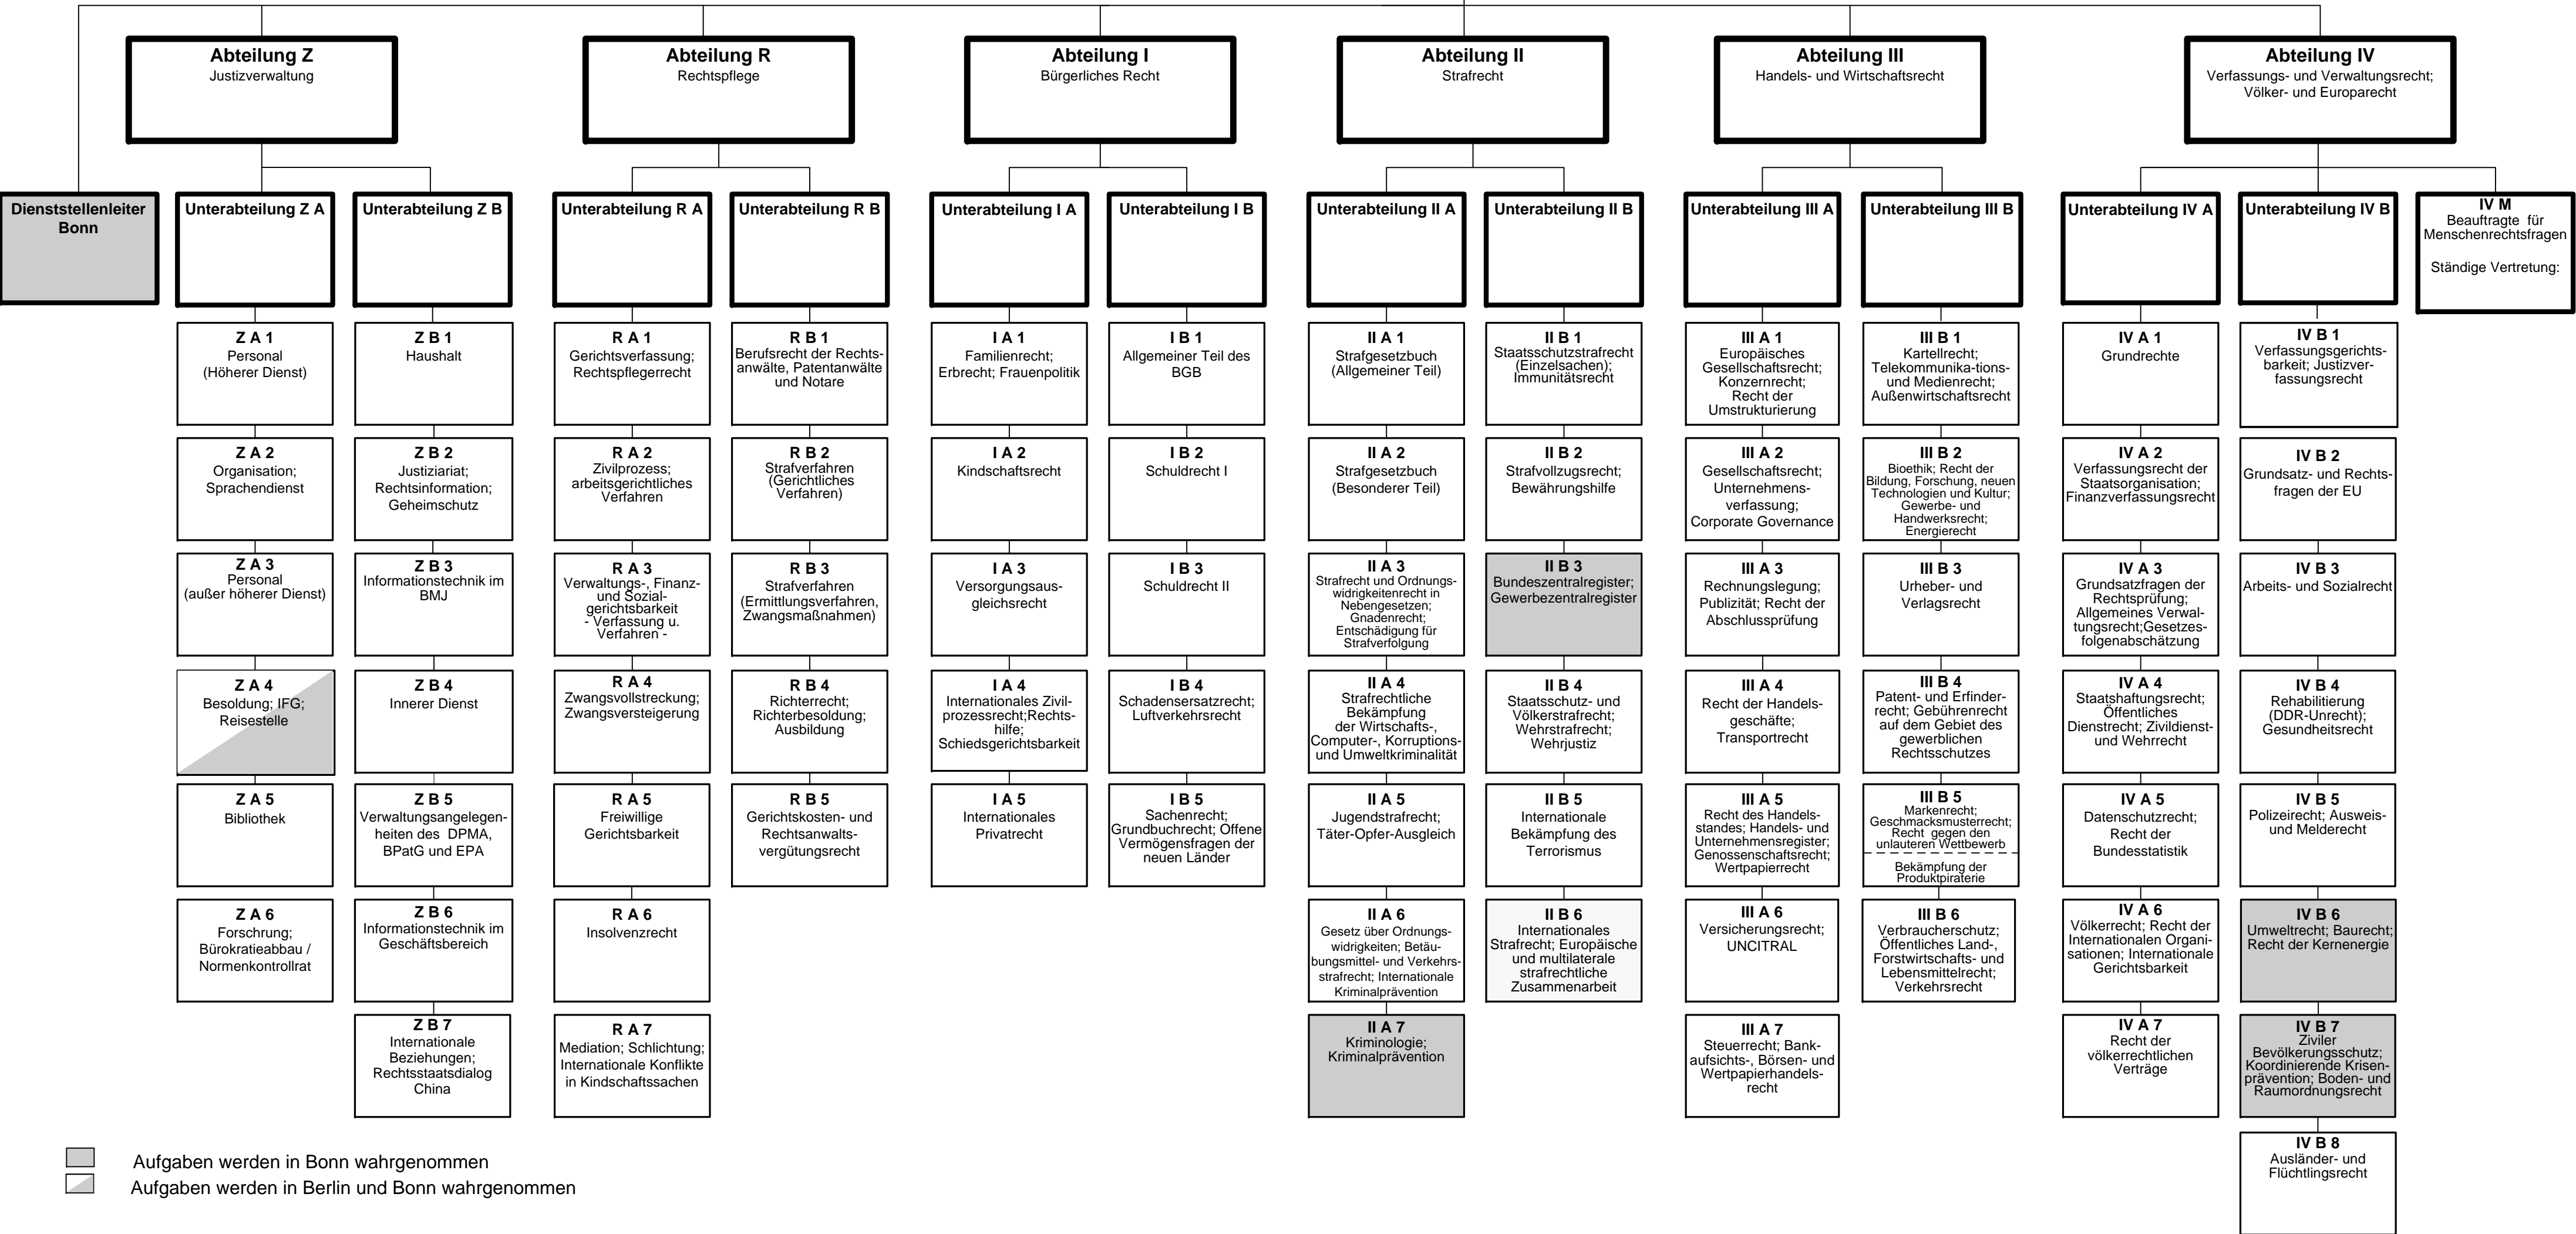 Abteilung Z
Justizverwaltung
Abteilung R
Rechtspflege
Abteilung I
Bürgerliches Recht
Abteilung II
Strafrecht
Abteilung III
Handels- und Wirtschaftsrecht
Abteilung IV
Verfassungs- und Verwaltungsrecht;
Völker- und Europarecht
Dienststellenleiter
Bonn
Unterabteilung Z A
Unterabteilung Z B
Unterabteilung R A
Unterabteilung R B
Unterabteilung I A
Unterabteilung I B
Unterabteilung II A
Unterabteilung II B
Unterabteilung III A
Unterabteilung III B
Unterabteilung IV A
Unterabteilung IV B
IV M
Beauftragte für
Menschenrechtsfragen
Ständige Vertretung:
Z A 1
Personal
(Höherer Dienst)
Z B 1
Haushalt
R A 1
Gerichtsverfassung;
Rechtspflegerrecht
R B 1
Berufsrecht der Rechts-
anwälte, Patentanwälte
und Notare
I A 1
Familienrecht;
Erbrecht; Frauenpolitik
I B 1
Allgemeiner Teil des
BGB
II A 1
Strafgesetzbuch
(Allgemeiner Teil)
II B 1
Staatsschutzstrafrecht
(Einzelsachen);
Immunitätsrecht
III A 1
Europäisches
Gesellschaftsrecht;
Konzernrecht;
Recht der
Umstrukturierung
III B 1
Kartellrecht;
Telekommunika-tions-
und Medienrecht;
Außenwirtschaftsrecht
IV A 1
Grundrechte
IV B 1
Verfassungsgerichts-
barkeit; Justizver-
fassungsrecht
Z A 2
Organisation;
Sprachendienst
Z B 2
Justiziariat;
Rechtsinformation;
Geheimschutz
R A 2
Zivilprozess;
arbeitsgerichtliches
Verfahren
R B 2
Strafverfahren
(Gerichtliches
Verfahren)
I A 2
Kindschaftsrecht
I B 2
Schuldrecht I
II A 2
Strafgesetzbuch
(Besonderer Teil)
II B 2
Strafvollzugsrecht;
Bewährungshilfe
III A 2
Gesellschaftsrecht;
Unternehmens-
verfassung;
Corporate Governance
III B 2
Bioethik; Recht der
Bildung, Forschung, neuen
Technologien und Kultur;
Gewerbe- und
Handwerksrecht;
Energierecht
IV A 2
Verfassungsrecht der
Staatsorganisation;
Finanzverfassungsrecht
IV B 2
Grundsatz- und Rechts-
fragen der EU
Z A 3
Personal
(außer höherer Dienst)
Z B 3
Informationstechnik im
BMJ
R A 3
Verwaltungs-, Finanz-
und Sozial-
gerichtsbarkeit
- Verfassung u.
Verfahren -
R B 3
Strafverfahren
(Ermittlungsverfahren,
Zwangsmaßnahmen)
I A 3
Versorgungsaus-
gleichsrecht
I B 3
Schuldrecht II
II A 3
Strafrecht und Ordnungs-
widrigkeitenrecht in
Nebengesetzen;
Gnadenrecht;
Entschädigung für
Strafverfolgung
II B 3
Bundeszentralregister;
Gewerbezentralregister
III A 3
Rechnungslegung;
Publizität; Recht der
Abschlussprüfung
III B 3
Urheber- und
Verlagsrecht
IV A 3
Grundsatzfragen der
Rechtsprüfung;
Allgemeines Verwal-
tungsrecht;Gesetzes-
folgenabschätzung
IV B 3
Arbeits- und Sozialrecht
Z A 4
Besoldung; IFG;
Reisestelle
Z B 4
Innerer Dienst
R A 4
Zwangsvollstreckung;
Zwangsversteigerung
R B 4
Richterrecht;
Richterbesoldung;
Ausbildung
I A 4
Internationales Zivil-
prozessrecht;Rechts-
hilfe;
Schiedsgerichtsbarkeit
I B 4
Schadensersatzrecht;
Luftverkehrsrecht
II A 4
Strafrechtliche
Bekämpfung
der Wirtschafts-,
Computer-, Korruptions-
und Umweltkriminalität
II B 4
Staatsschutz- und
Völkerstrafrecht;
Wehrstrafrecht;
Wehrjustiz
III A 4
Recht der Handels-
geschäfte;
Transportrecht
III B 4
Patent- und Erfinder-
recht; Gebührenrecht
auf dem Gebiet des
gewerblichen
Rechtsschutzes
IV A 4
Staatshaftungsrecht;
Öffentliches
Dienstrecht; Zivildienst-
und Wehrrecht
IV B 4
Rehabilitierung
(DDR-Unrecht);
Gesundheitsrecht
Z A 5
Bibliothek
Z B 5
Verwaltungsangelegen-
heiten des DPMA,
BPatG und EPA
R A 5
Freiwillige
Gerichtsbarkeit
R B 5
Gerichtskosten- und
Rechtsanwalts-
vergütungsrecht
I A 5
Internationales
Privatrecht
I B 5
Sachenrecht;
Grundbuchrecht; Offene
Vermögensfragen der
neuen Länder
II A 5
Jugendstrafrecht;
Täter-Opfer-Ausgleich
II B 5
Internationale
Bekämpfung des
Terrorismus
III A 5
Recht des Handels-
standes; Handels- und
Unternehmensregister;
Genossenschaftsrecht;
Wertpapierrecht
III B 5
Markenrecht;
Geschmacksmusterrecht;
Recht gegen den
unlauteren Wettbewerb
Bekämpfung der
Produktpiraterie
IV A 5
Datenschutzrecht;
Recht der
Bundesstatistik
IV B 5
Polizeirecht; Ausweis-
und Melderecht
Z A 6
Forschrung;
Bürokratieabbau /
Normenkontrollrat
Z B 6
Informationstechnik im
Geschäftsbereich
R A 6
Insolvenzrecht
II A 6
Gesetz über Ordnungs-
widrigkeiten; Betäu-
bungsmittel- und Verkehrs-
strafrecht; Internationale
Kriminalprävention
II B 6
Internationales
Strafrecht; Europäische
und multilaterale
strafrechtliche
Zusammenarbeit
III A 6
Versicherungsrecht;
UNCITRAL
III B 6
Verbraucherschutz;
Öffentliches Land-,
Forstwirtschafts- und
Lebensmittelrecht;
Verkehrsrecht
IV A 6
Völkerrecht; Recht der
Internationalen Organi-
sationen; Internationale
Gerichtsbarkeit
IV B 6
Umweltrecht; Baurecht;
Recht der Kernenergie
Z B 7
Internationale
Beziehungen;
Rechtsstaatsdialog
China
R A 7
Mediation; Schlichtung;
Internationale Konflikte
in Kindschaftssachen
II A 7
Kriminologie;
Kriminalprävention
III A 7
Steuerrecht; Bank-
aufsichts-, Börsen- und
Wertpapierhandels-
recht
IV A 7
Recht der
völkerrechtlichen
Verträge
IV B 7
Ziviler
Bevölkerungsschutz;
Koordinierende Krisen-
prävention; Boden- und
Raumordnungsrecht
IV B 8
Ausländer- und
Flüchtlingsrecht
Aufgaben werden in Bonn wahrgenommen
Aufgaben werden in Berlin und Bonn wahrgenommen